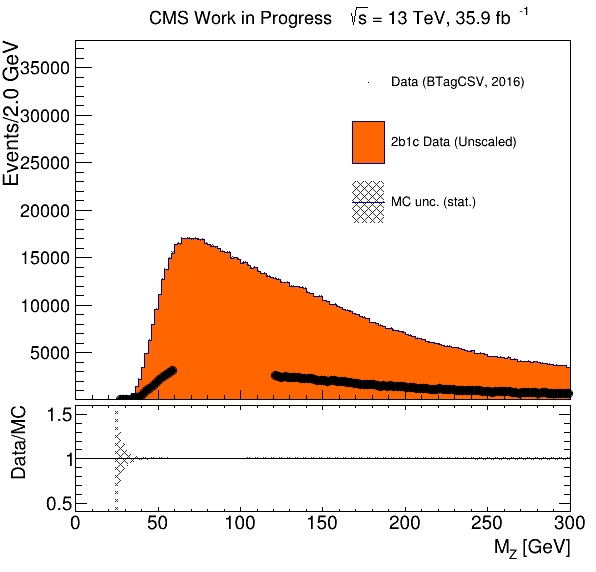 CMS Work in Progress √s = 13 TeV, 35.9 fb⁻¹
Events/2.0 GeV
35000
30000
25000
20000
15000
10000
5000
Data (BTagCSV, 2016)
2b1c Data (Unscaled)
MC unc. (stat.)
Data/MC
1.5
1
0.5
0 50 100 150 200 250 300
M_Z [GeV]